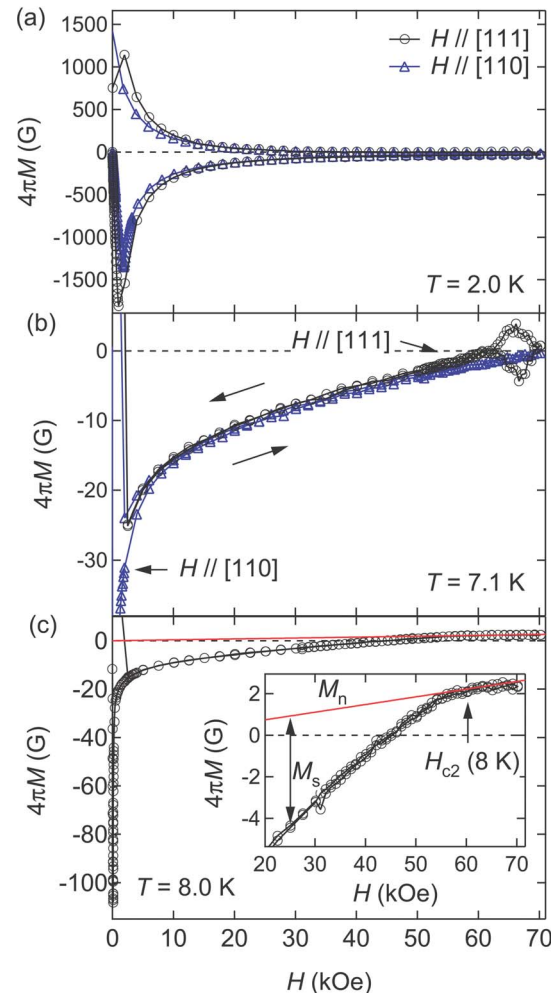 (a)
1500
1000
500
0
-500
-1000
-1500
4πM (G)
H // [111]
H // [110]
T = 2.0 K
(b)
0
-10
-20
-30
4πM (G)
H // [111]
H // [110]
T = 7.1 K
(c)
0
-20
-40
-60
-80
-100
4πM (G)
T = 8.0 K
2
0
-2
-4
4πM (G)
Mn
Ms
Hc2 (8 K)
20 30 40 50 60 70
H (kOe)
0 10 20 30 40 50 60 70
H (kOe)